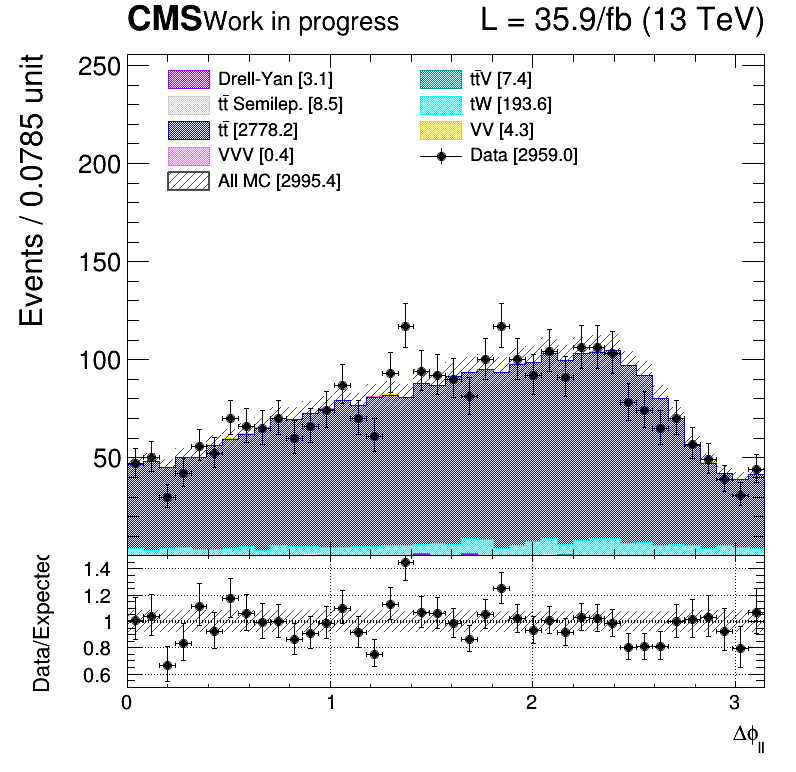 CMS Work in progress L = 35.9/fb (13 TeV)
Events / 0.0785 unit
250
200
150
100
50
Drell-Yan [3.1]
tt̄ Semilep. [8.5]
tt̄ [2778.2]
VVV [0.4]
All MC [2995.4]
tt̄V [7.4]
tW [193.6]
VV [4.3]
Data [2959.0]
Data/Expected
1.4
1.2
1
0.8
0.6
0 1 2 3
Δϕll